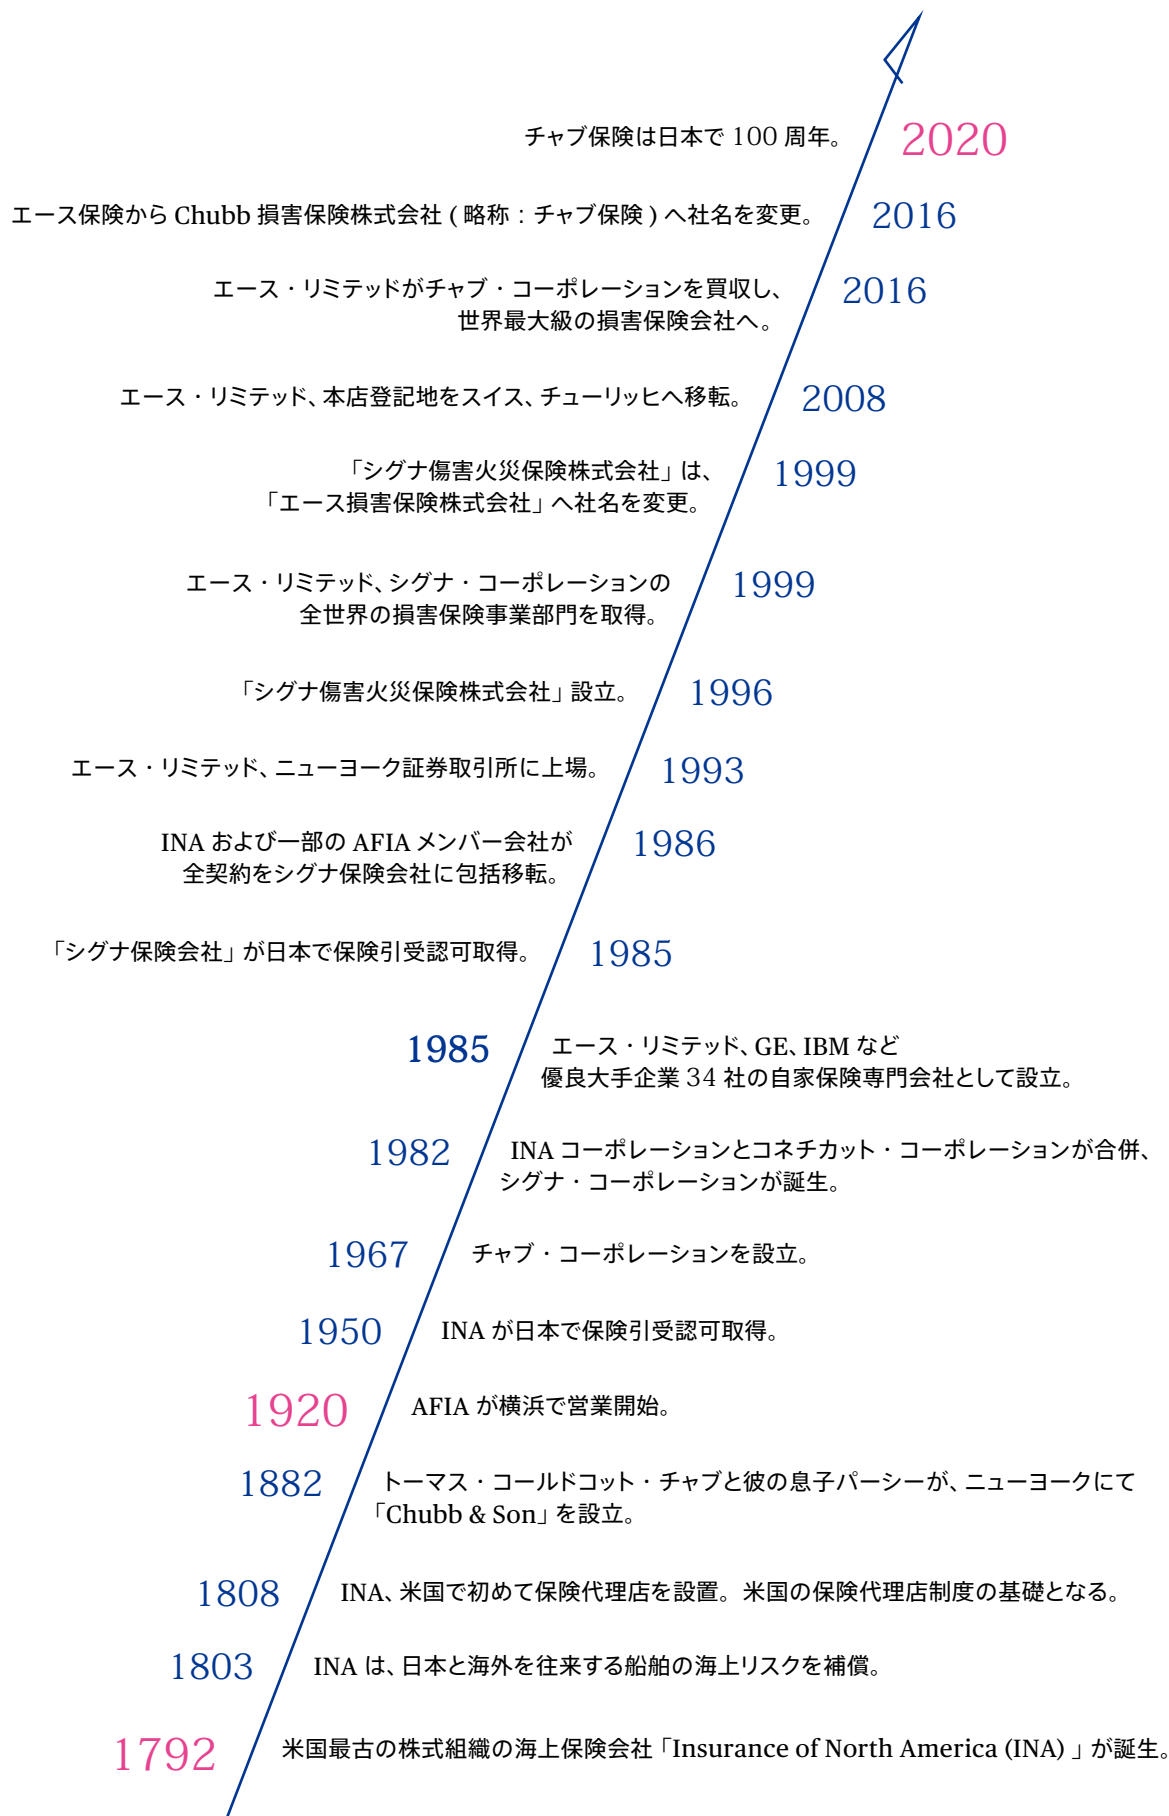 チャブ保険は日本で 100 周年。 2020
エース保険から Chubb 損害保険株式会社 ( 略称：チャブ保険 ) へ社名を変更。 2016
エース・リミテッドがチャブ・コーポレーションを買収し、 2016
世界最大級の損害保険会社へ。
エース・リミテッド、本店登記地をスイス、チューリッヒへ移転。 2008
「シグナ傷害火災保険株式会社」は、 1999
「エース損害保険株式会社」へ社名を変更。
エース・リミテッド、シグナ・コーポレーションの 1999
全世界の損害保険事業部門を取得。
「シグナ傷害火災保険株式会社」設立。 1996
エース・リミテッド、ニューヨーク証券取引所に上場。 1993
INA および一部の AFIA メンバー会社が 1986
全契約をシグナ保険会社に包括移転。
「シグナ保険会社」が日本で保険引受認可取得。 1985
1985 エース・リミテッド、GE、IBM など
優良大手企業 34 社の自家保険専門会社として設立。
1982 INA コーポレーションとコネチカット・コーポレーションが合併、
シグナ・コーポレーションが誕生。
1967 チャブ・コーポレーションを設立。
1950 INA が日本で保険引受認可取得。
1920 AFIA が横浜で営業開始。
1882 トーマス・コールドコット・チャブと彼の息子パーシーが、ニューヨークにて
「Chubb & Son」を設立。
1808 INA、米国で初めて保険代理店を設置。米国の保険代理店制度の基礎となる。
1803 INA は、日本と海外を往来する船舶の海上リスクを補償。
1792 米国最古の株式組織の海上保険会社「Insurance of North America (INA) 」が誕生。